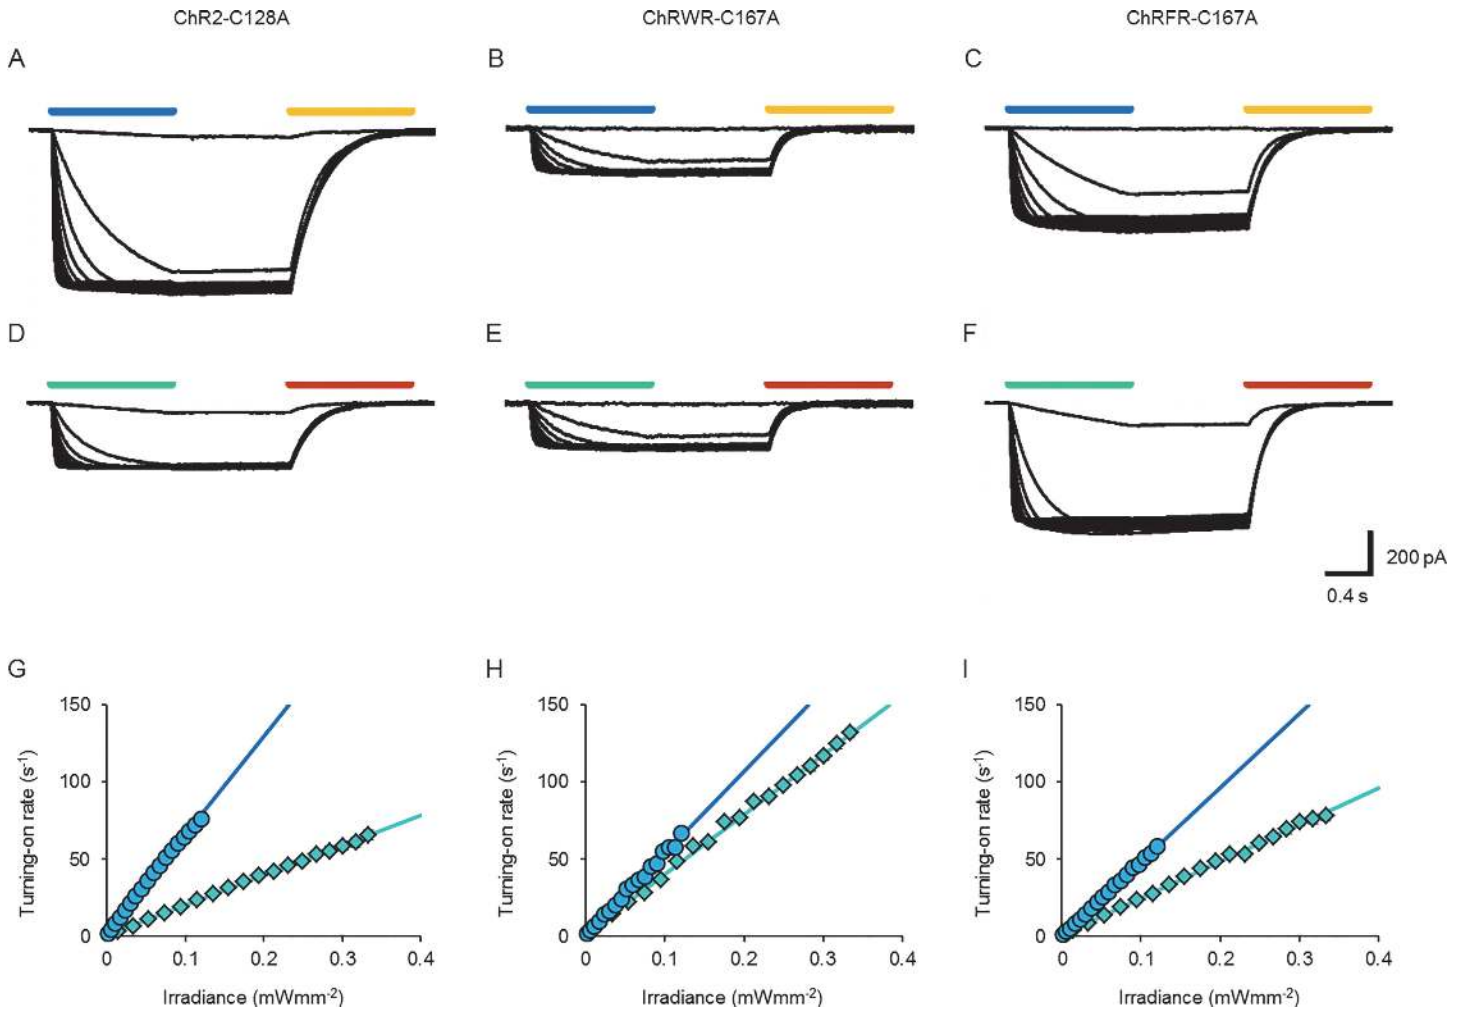 ChR2-C128A
ChRWR-C167A
ChRFR-C167A
A
B
C
D
E
F
200 pA
0.4 s
G
H
I
150
100
50
0
0
0.1
0.2
0.3
0.4
Turning-on rate (s⁻¹)
Irradiance (mWmm⁻²)
150
100
50
0
0
0.1
0.2
0.3
0.4
Turning-on rate (s⁻¹)
Irradiance (mWmm⁻²)
150
100
50
0
0
0.1
0.2
0.3
0.4
Turning-on rate (s⁻¹)
Irradiance (mWmm⁻²)